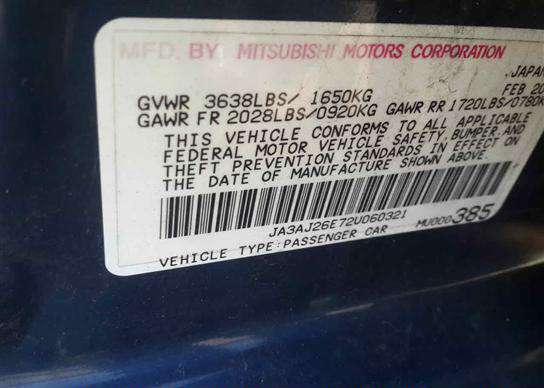 MFD. BY MITSUBISHI MOTORS CORPORATION
JAPAN
FEB 20
GVWR 3638LBS/ 1650KG
GAWR FR 2028LBS/0920KG GAWR RR 1720LBS/0780K
THIS VEHICLE CONFORMS TO ALL APPLICABLE
FEDERAL MOTOR VEHICLE SAFETY, BUMPER, AND
THEFT PREVENTION STANDARDS IN EFFECT ON
THE DATE OF MANUFACTURE SHOWN ABOVE.
JA3AJ26E72U060321
MU000385
VEHICLE TYPE:PASSENGER CAR